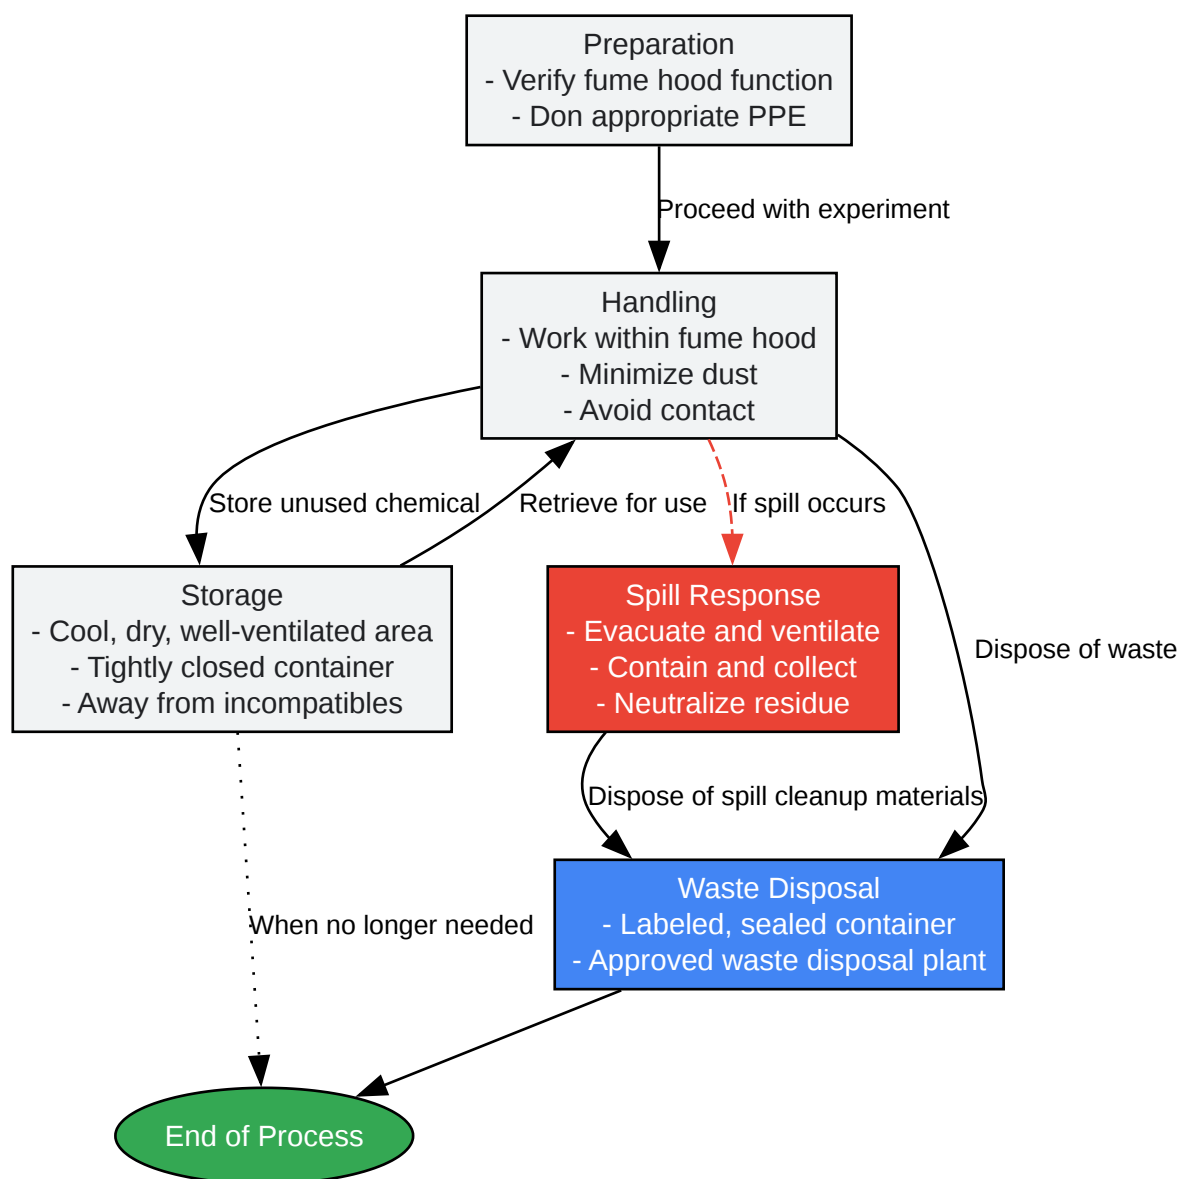 Preparation
- Verify fume hood function
- Don appropriate PPE
Proceed with experiment
Handling
- Work within fume hood
- Minimize dust
- Avoid contact
Store unused chemical
Retrieve for use
If spill occurs
Storage
- Cool, dry, well-ventilated area
- Tightly closed container
- Away from incompatibles
Spill Response
- Evacuate and ventilate
- Contain and collect
- Neutralize residue
Dispose of waste
Dispose of spill cleanup materials
When no longer needed
Waste Disposal
- Labeled, sealed container
- Approved waste disposal plant
End of Process